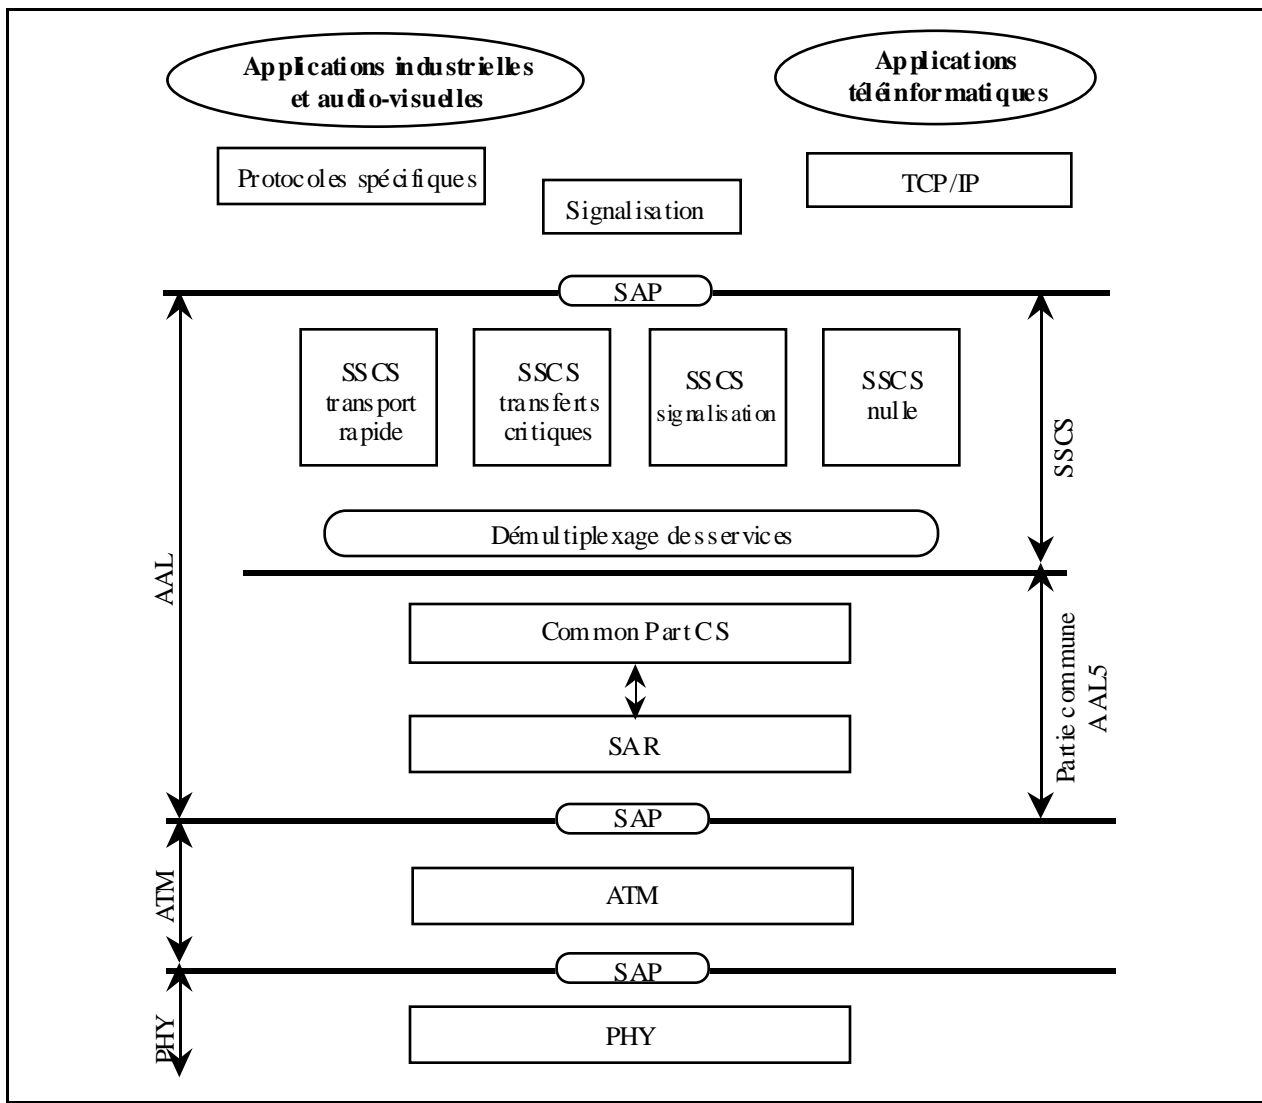 Applications industrielles
et audio-visuelles
Applications
téléinformatiques
Protocoles spécifiques
TCP/IP
Signalisation
SAP
SSCS
transport
rapide
SSCS
transferts
critiques
SSCS
signalisation
SSCS
nulle
SSCS
Démultiplexage des services
AAL
Common Part CS
SAR
Partie commune
AAL5
SAP
ATM
ATM
SAP
PHY
PHY